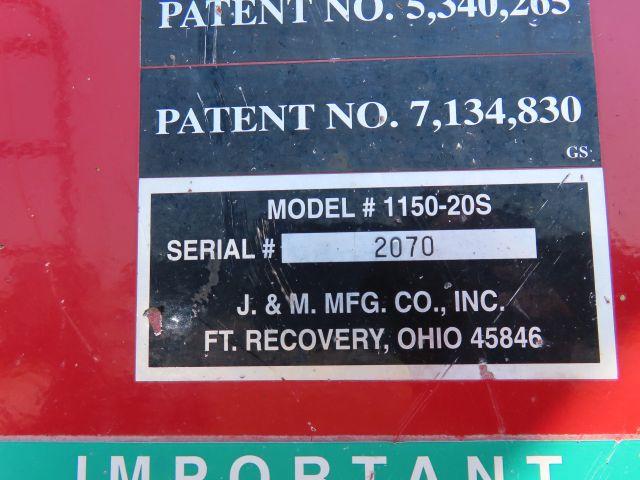 PATENT NO. 5,340,265
PATENT NO. 7,134,830
GS
MODEL # 1150-20S
SERIAL # 2070
J. & M. MFG. CO., INC.
FT. RECOVERY, OHIO 45846
IMPORTANT